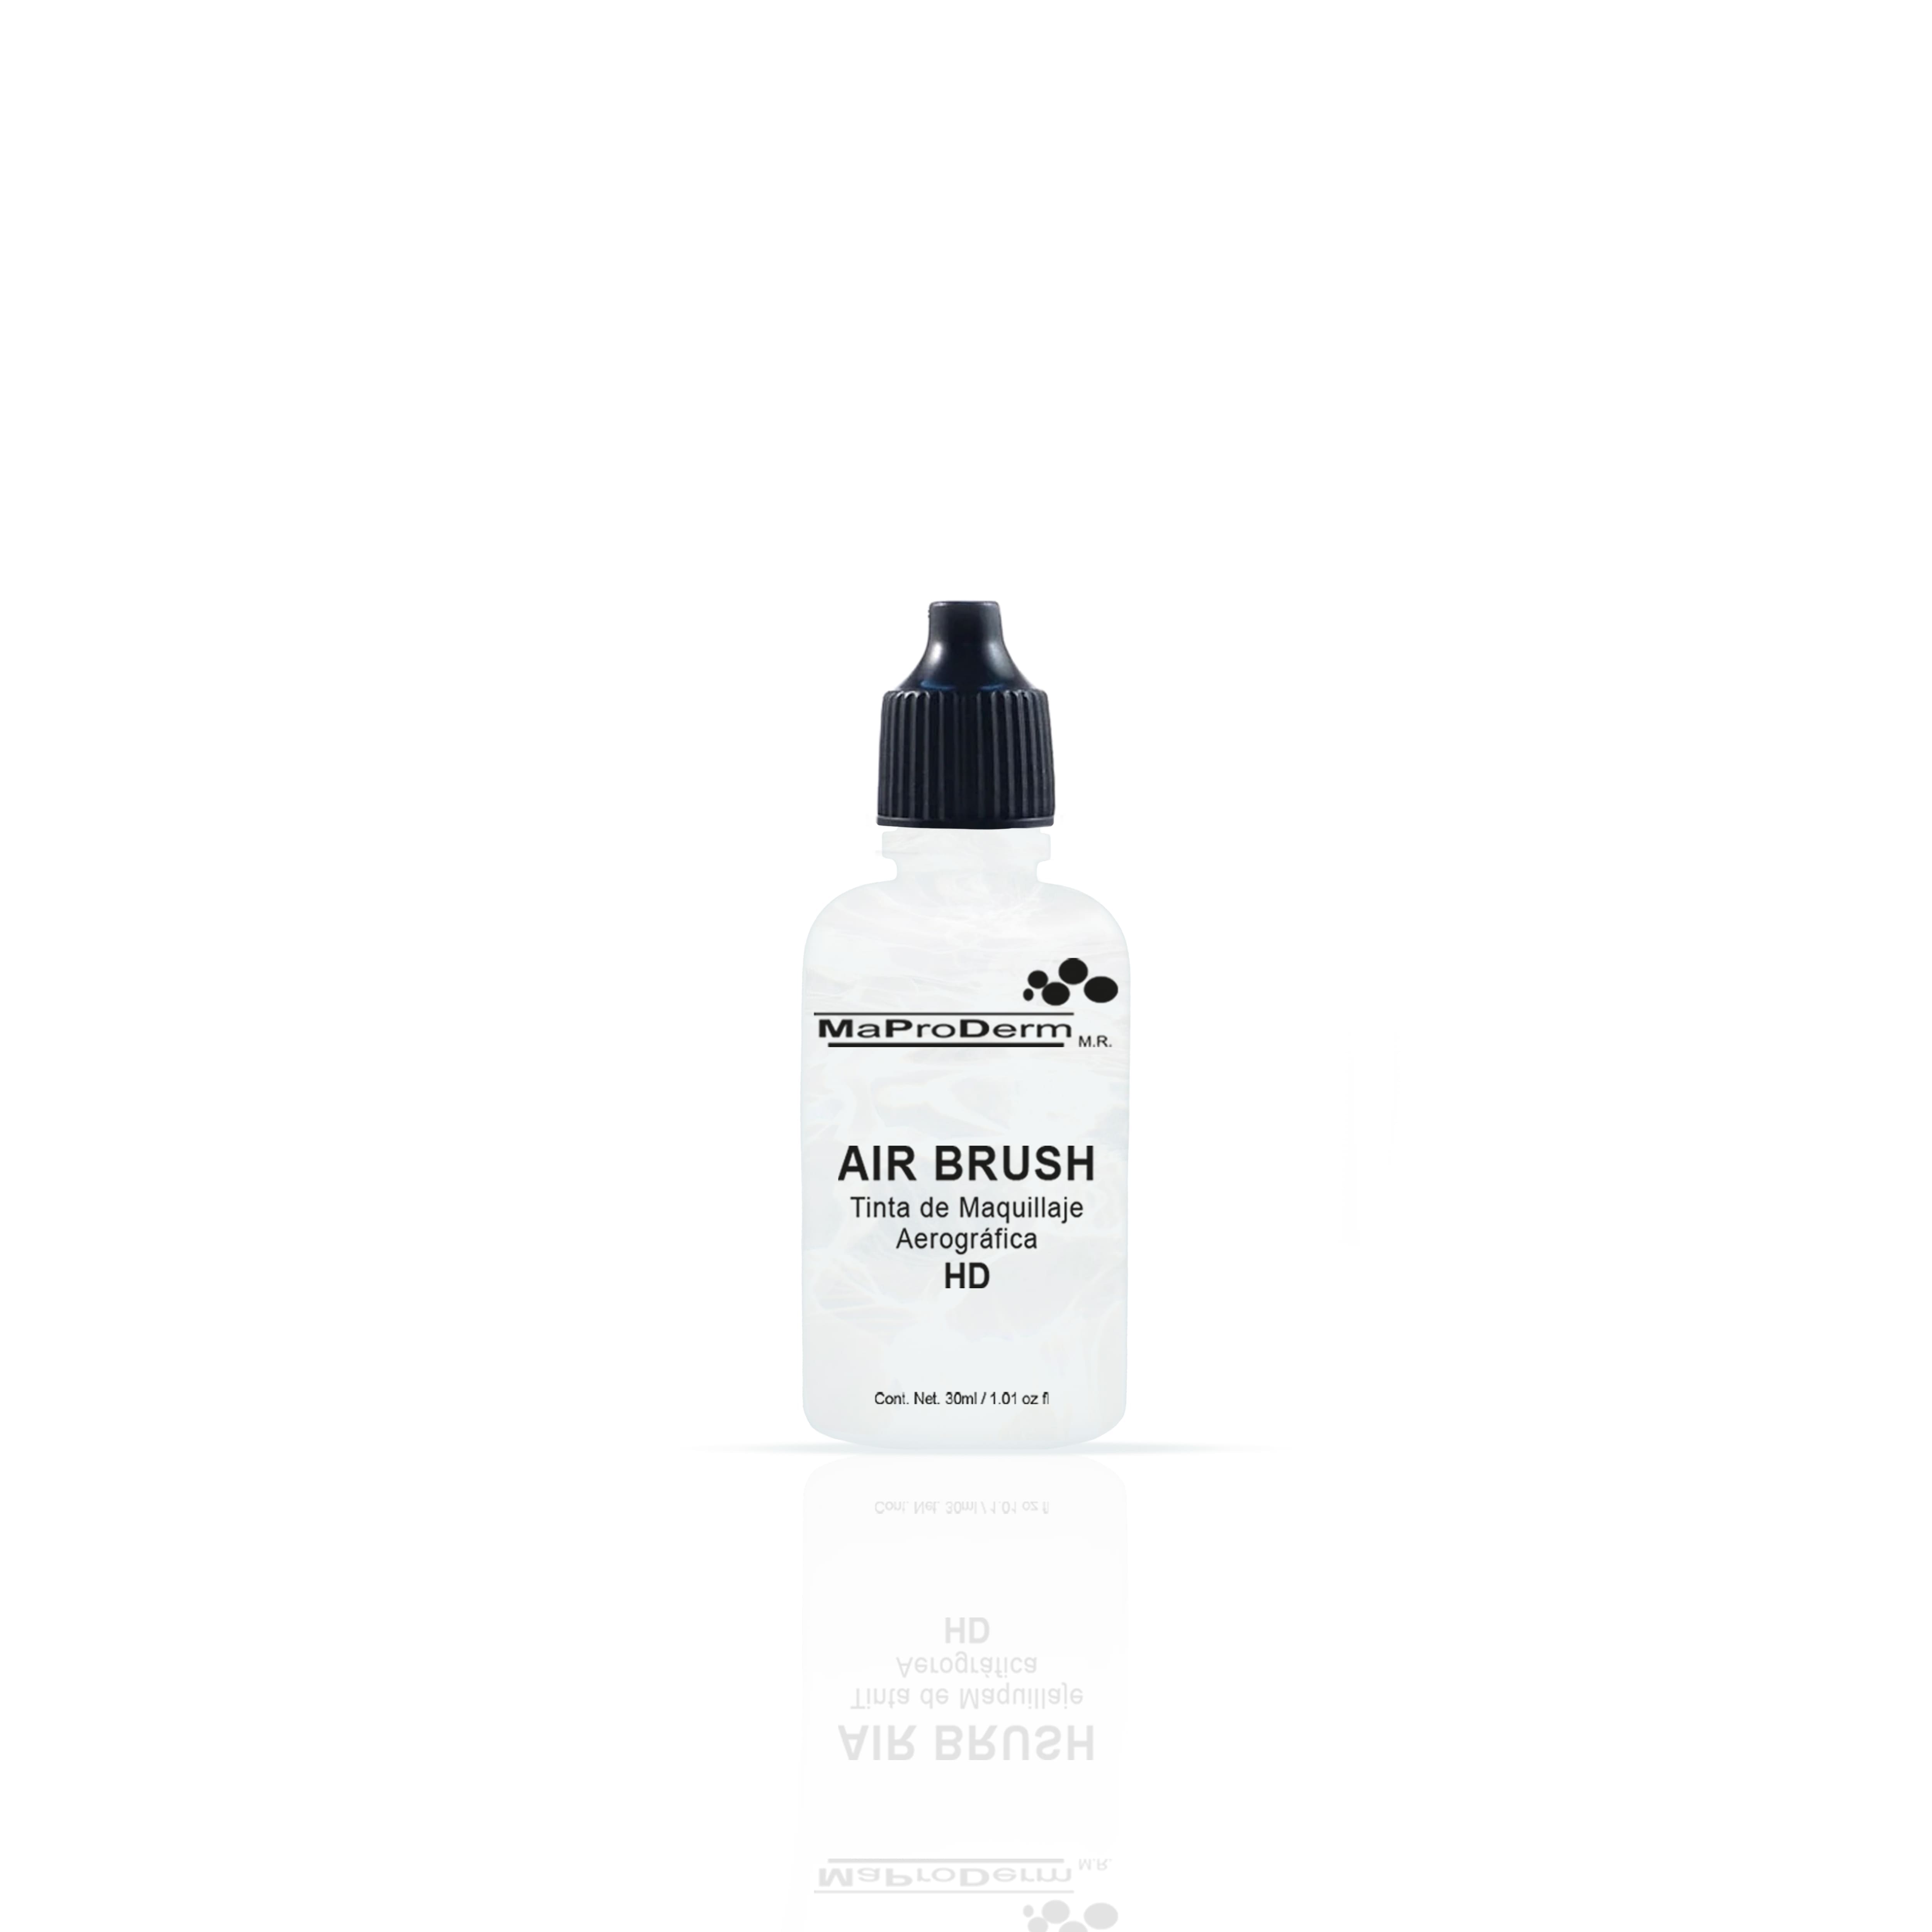 MaProDerm M.R.
AIR BRUSH
Tinta de Maquillaje
Aerográfica
HD
Cont. Net. 30ml / 1.01 oz fl